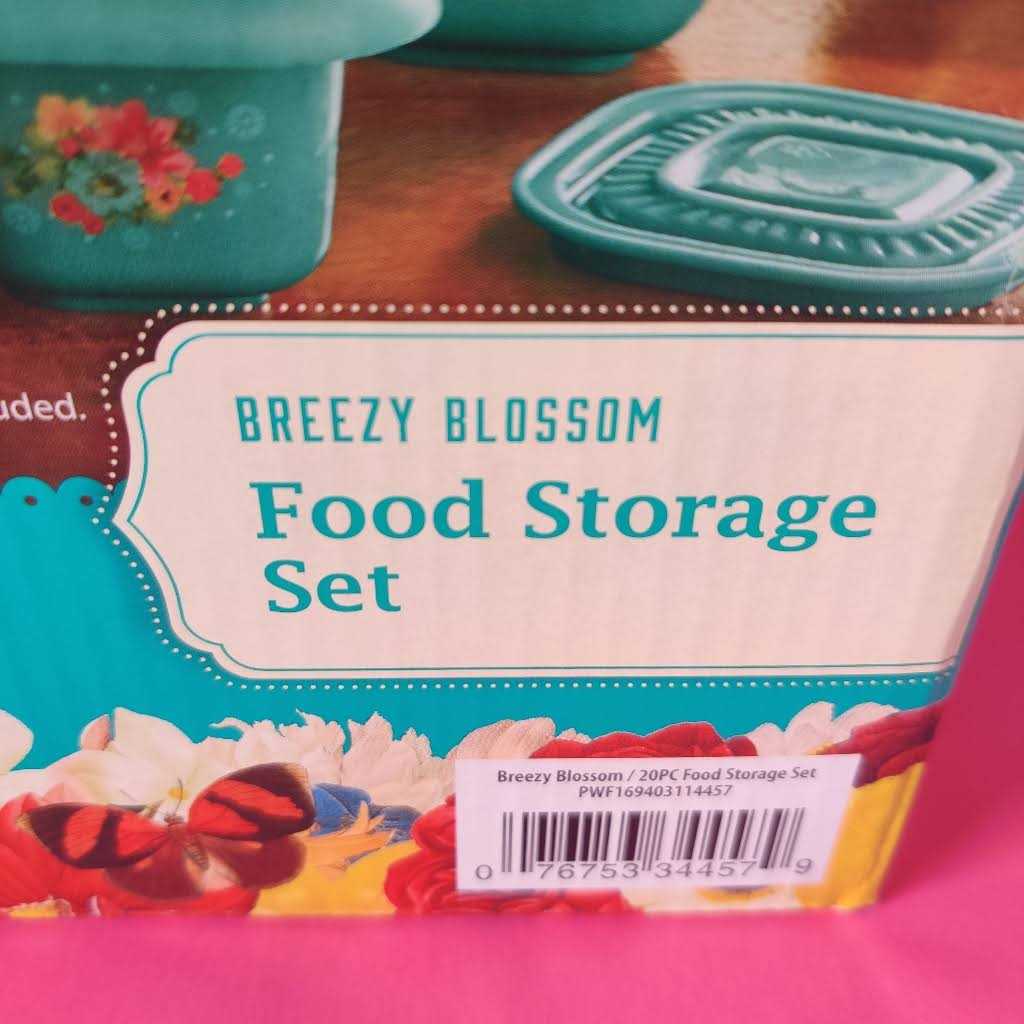 uded.
BREEZY BLOSSOM
Food Storage
Set
Breezy Blossom / 20PC Food Storage Set
PWF169403114457
0 76753 34457 9